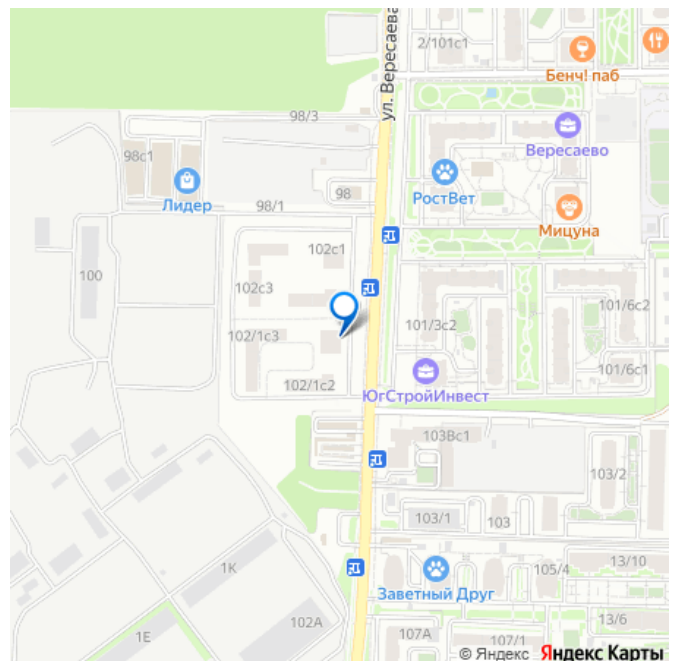 2/101с1
ул. Вересаева
Бенч! паб
98/3
98с1
Вересаево
98
РостВет
Лидер
98/1
Мицуна
102с1
100
102с3
101/6с2
101/3с2
102/1с3
101/6с1
102/1с2
ЮгСтройИнвест
103Вс1
103/2
103/1
103
1К
13/10
105/4
Заветный Друг
102А
13/6
1Е
107А
107/1
© Яндекс Яндекс Карты